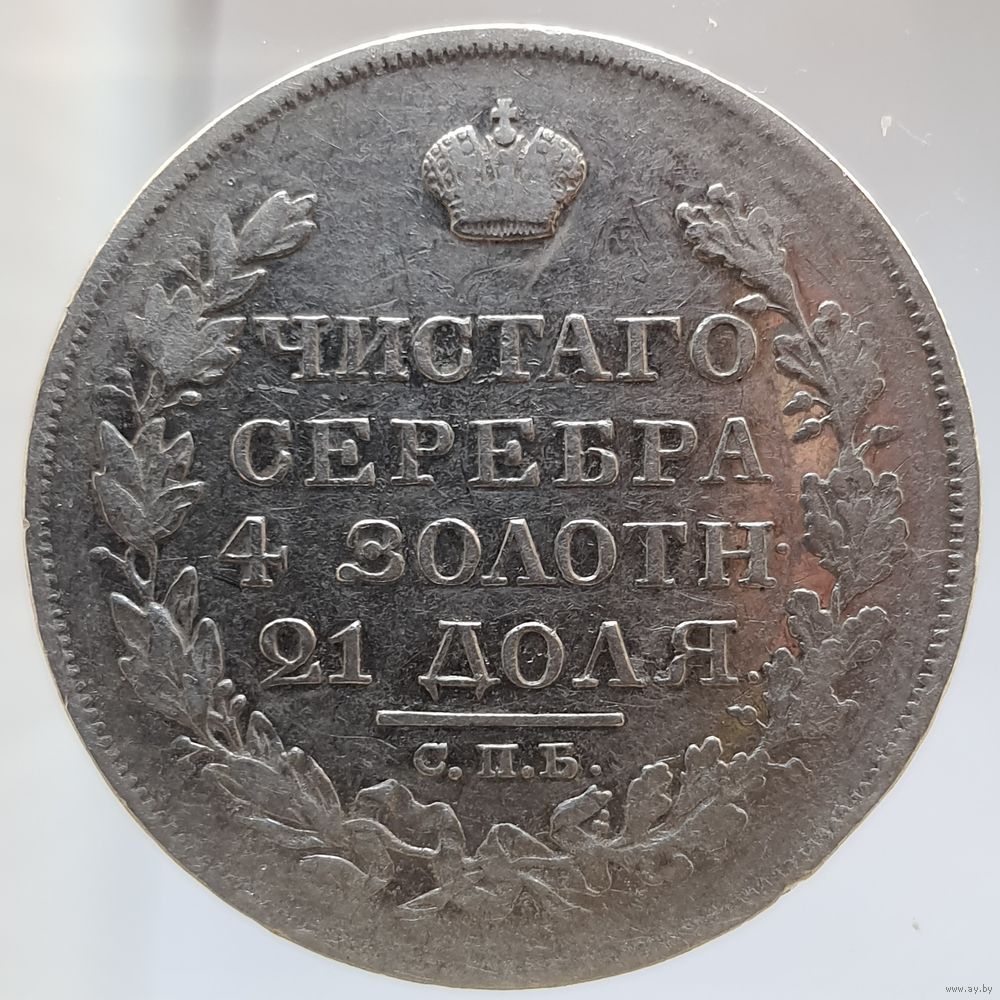 ЧИСТАГО
СЕРЕБРА
4 ЗОЛОТН.
21 ДОЛЯ.
С.П.Б.
www.ay.by